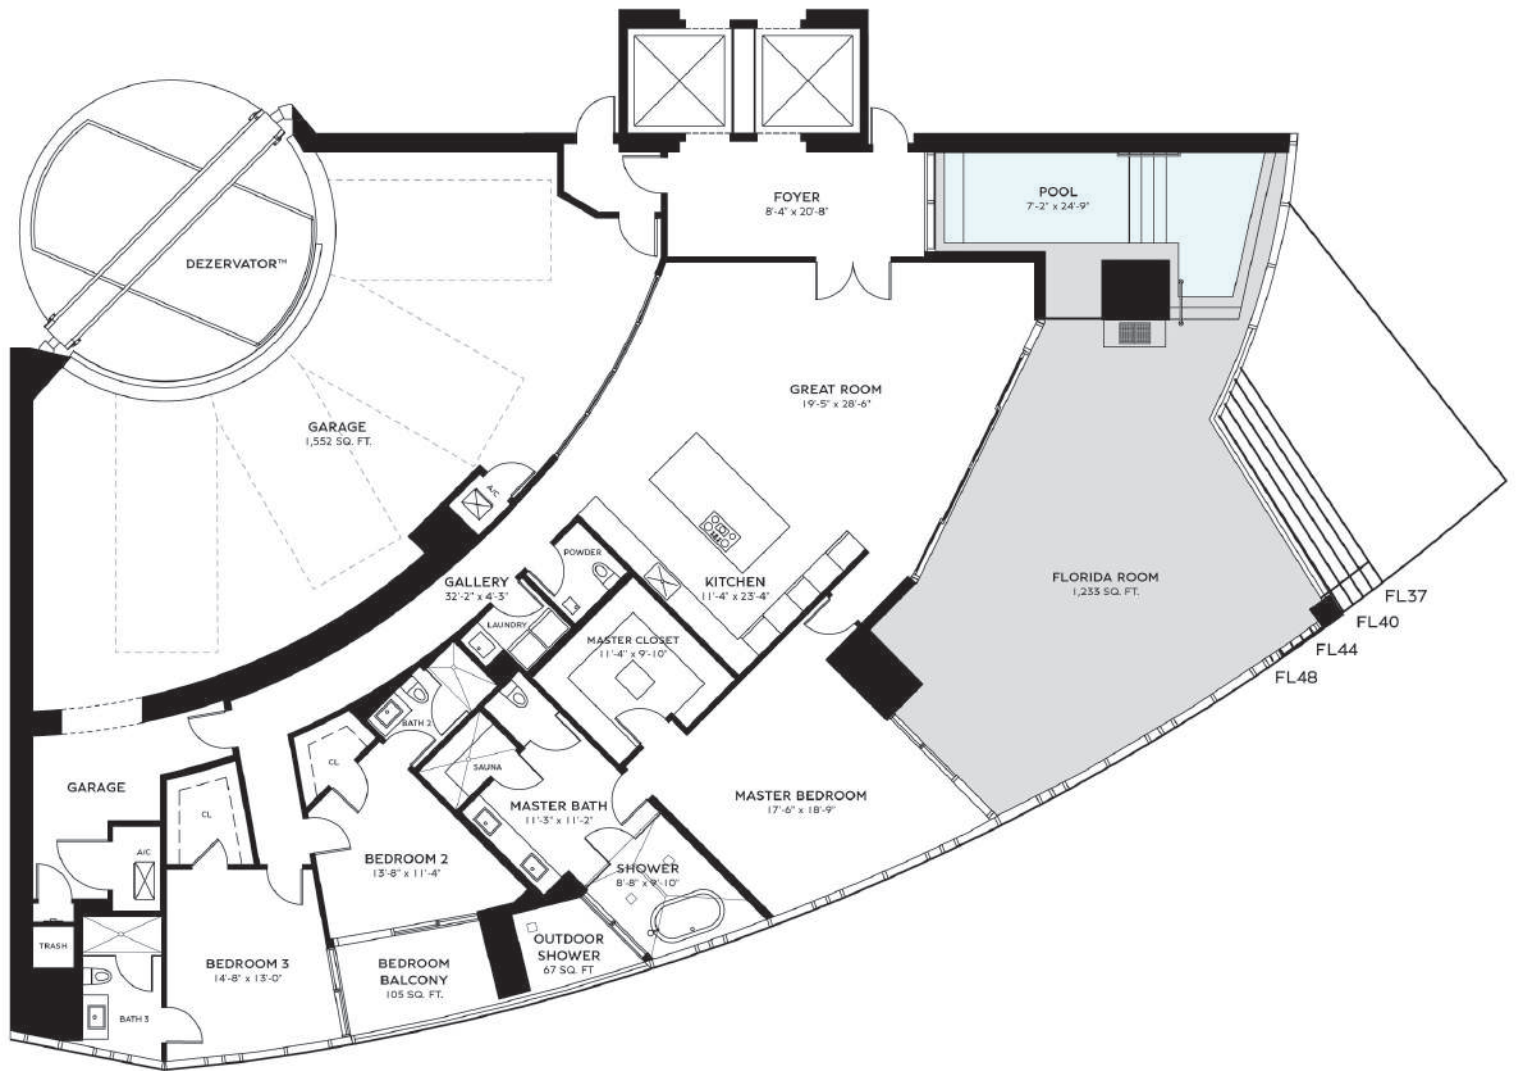 FOYER
8'-4" x 20'-8"
POOL
7'-2" x 24'-9"
DEZERVATOR™
GREAT ROOM
19'-5" x 28'-6"
GARAGE
1,552 SQ. FT.
A/C
POWDER
GALLERY
32'-2" x 4'-3"
KITCHEN
11'-4" x 23'-4"
FLORIDA ROOM
1,233 SQ. FT.
FL37
FL40
FL44
FL48
LAUNDRY
MASTER CLOSET
11'-4" x 9'-10"
BATH 2
CL
SAUNA
GARAGE
CL
MASTER BATH
11'-3" x 11'-2"
MASTER BEDROOM
17'-6" x 18'-9"
A/C
BEDROOM 2
13'-8" x 11'-4"
SHOWER
8'-8" x 9'-10"
TRASH
OUTDOOR
SHOWER
67 SQ. FT
BEDROOM 3
14'-8" x 13'-0"
BEDROOM
BALCONY
105 SQ. FT.
BATH 3